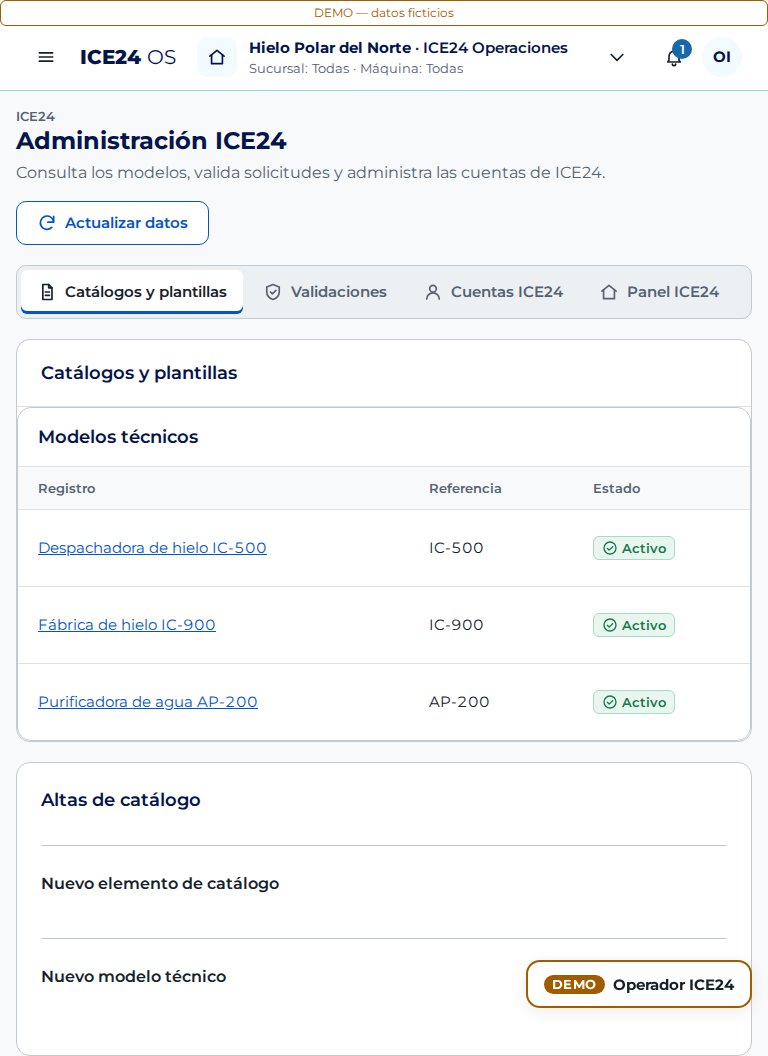 DEMO — datos ficticios
ICE24 OS
Hielo Polar del Norte · ICE24 Operaciones
Sucursal: Todas · Máquina: Todas
1
OI
ICE24
Administración ICE24
Consulta los modelos, valida solicitudes y administra las cuentas de ICE24.
Actualizar datos
Catálogos y plantillas Validaciones Cuentas ICE24 Panel ICE24
Catálogos y plantillas
Modelos técnicos
Registro Referencia Estado
Despachadora de hielo IC-500 IC-500 Activo
Fábrica de hielo IC-900 IC-900 Activo
Purificadora de agua AP-200 AP-200 Activo
Altas de catálogo
Nuevo elemento de catálogo
Nuevo modelo técnico
DEMO Operador ICE24